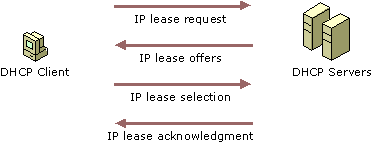 IP lease request
IP lease offers
DHCP Client
DHCP Servers
IP lease selection
IP lease acknowledgment